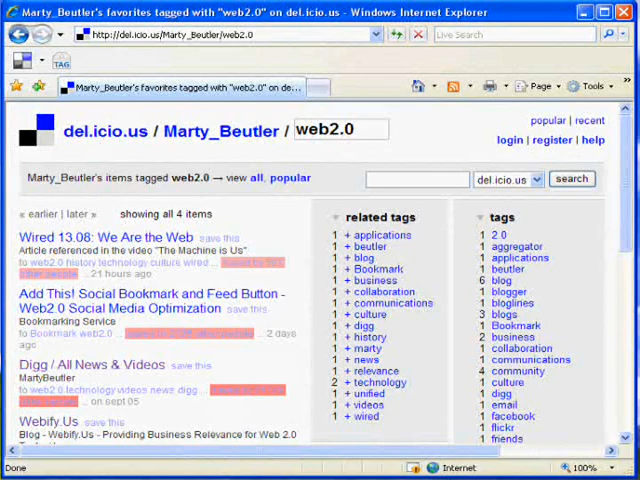 Marty_Beutler's favorites tagged with "web2.0" on del.icio.us - Windows Internet Explorer
http://del.icio.us/Marty_Beutler/web2.0
Live Search
TAG
Marty_Beutler's favorites tagged with "web2.0" on de...
Page
Tools
del.icio.us / Marty_Beutler / web2.0
popular | recent
login | register | help
Marty_Beutler's items tagged web2.0 → view all, popular
del.icio.us
search
« earlier | later »
showing all 4 items
Wired 13.08: We Are the Web save this
Article referenced in the video "The Machine is Us"
to web2.0 history technology culture wired ...
... 21 hours ago
Add This! Social Bookmark and Feed Button -
Web2.0 Social Media Optimization save this
Bookmarking Service
to Bookmark web2.0 ...
... 2 days
ago
Digg / All News & Videos save this
MartyBeutler
to web2.0 technology videos news digg ...
... on sept 05
Webify.Us save this
Blog - Webify.Us - Providing Business Relevance for Web 2.0
related tags
1 + applications
1 + beutler
1 + blog
1 + Bookmark
1 + business
1 + collaboration
1 + communications
1 + culture
1 + digg
1 + history
1 + marty
1 + news
1 + relevance
2 + technology
1 + unified
1 + videos
1 + wired
tags
1 2.0
1 aggregator
1 applications
1 beutler
6 blog
1 blogger
1 bloglines
3 blogs
1 Bookmark
2 business
1 collaboration
1 communications
4 community
1 culture
1 digg
1 email
1 facebook
1 flickr
1 friends
Done
Internet
100%